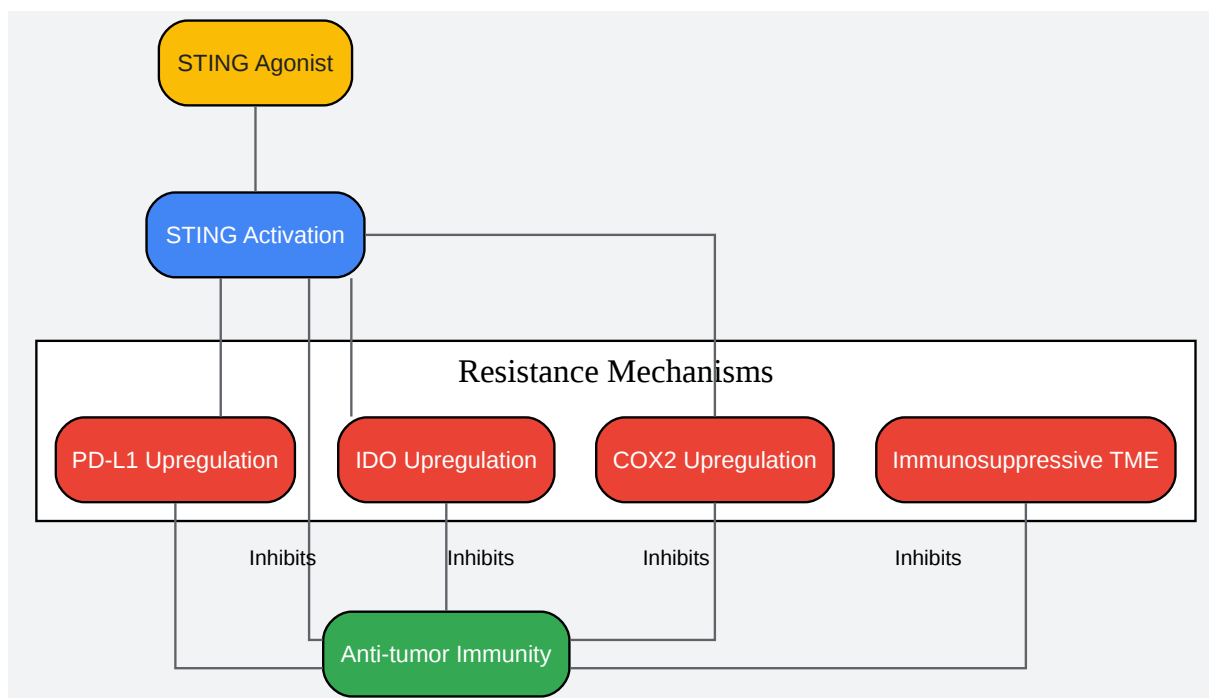 STING Agonist
STING Activation
Resistance Mechanisms
PD-L1 Upregulation
IDO Upregulation
COX2 Upregulation
Immunosuppressive TME
Inhibits
Inhibits
Inhibits
Inhibits
Anti-tumor Immunity